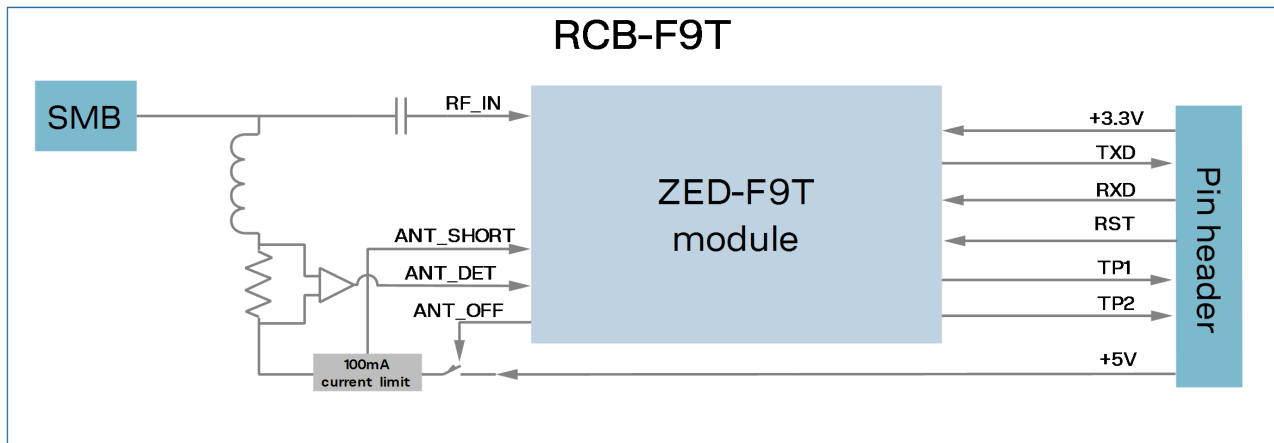 RCB-F9T
SMB
RF_IN
ANT_SHORT
ANT_DET
ANT_OFF
100mA
current limit
ZED-F9T
module
+3.3V
TXD
RXD
RST
TP1
TP2
+5V
Pin header